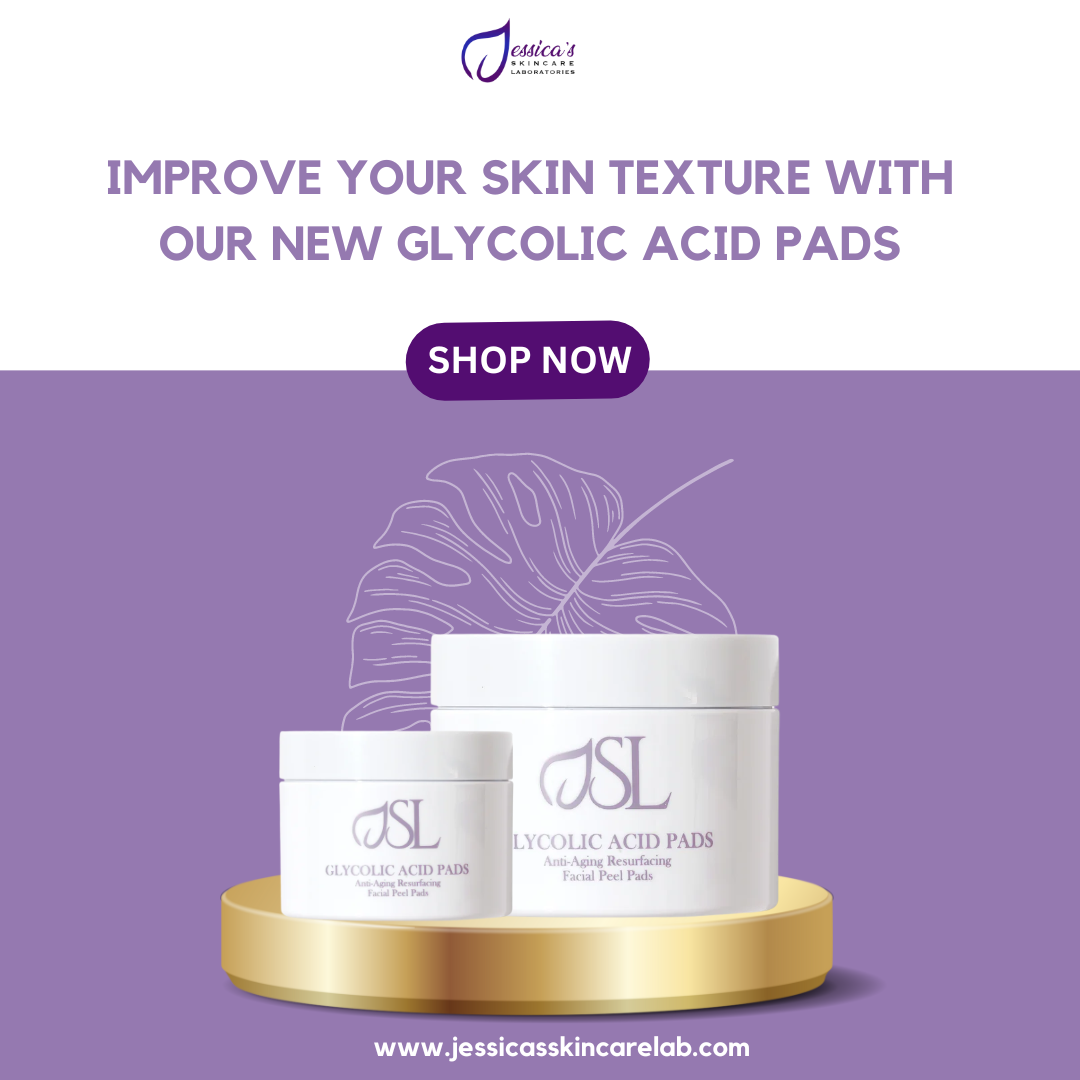 Jessica's
SKINCARE
LABORATORIES
IMPROVE YOUR SKIN TEXTURE WITH
OUR NEW GLYCOLIC ACID PADS
SHOP NOW
JSL
LYCOLIC ACID PADS
Anti-Aging Resurfacing
Facial Peel Pads
JSL
GLYCOLIC ACID PADS
Anti-Aging Resurfacing
Facial Peel Pads
www.jessicasskincarelab.com